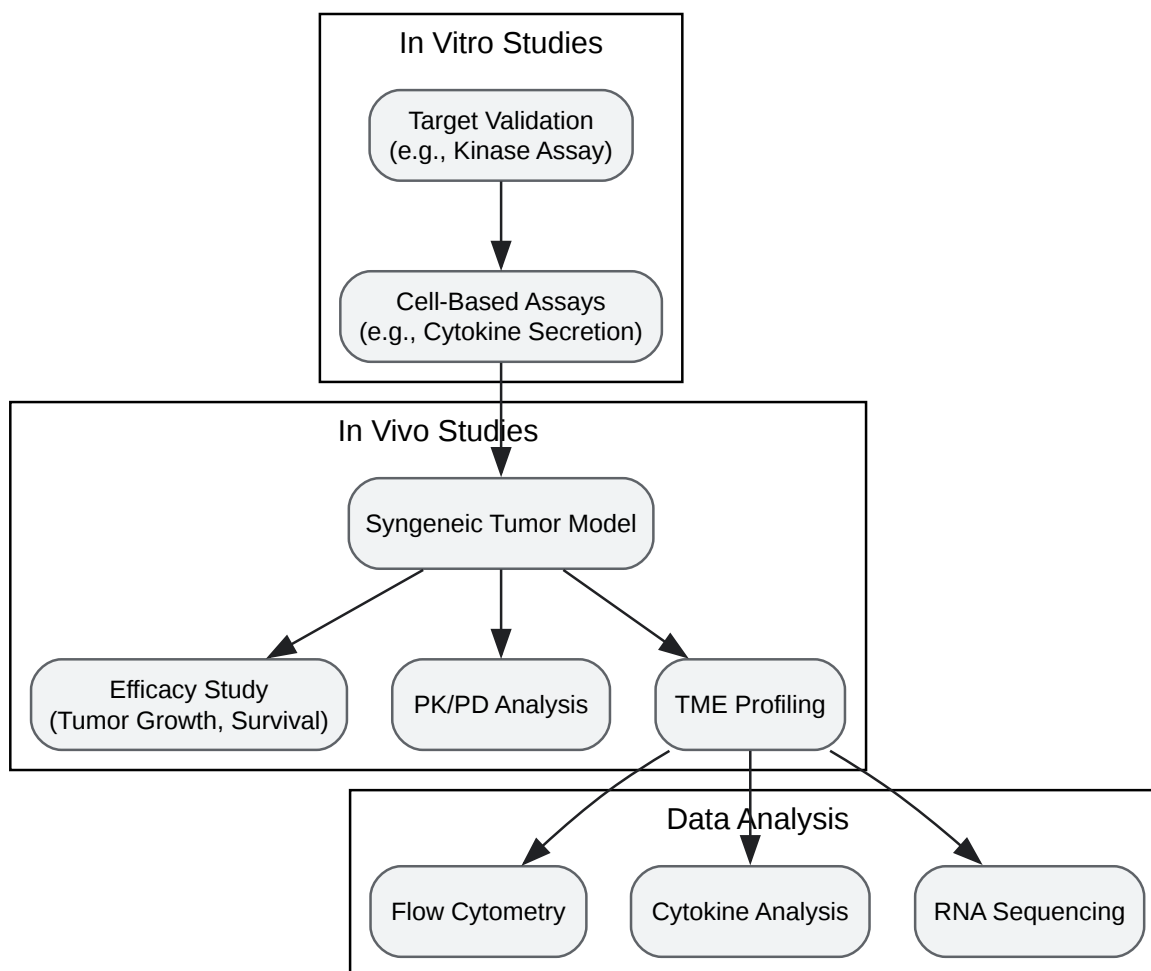 In Vitro Studies
Target Validation
(e.g., Kinase Assay)
Cell-Based Assays
(e.g., Cytokine Secretion)
In Vivo Studies
Syngeneic Tumor Model
Efficacy Study
(Tumor Growth, Survival)
PK/PD Analysis
TME Profiling
Data Analysis
Flow Cytometry
Cytokine Analysis
RNA Sequencing